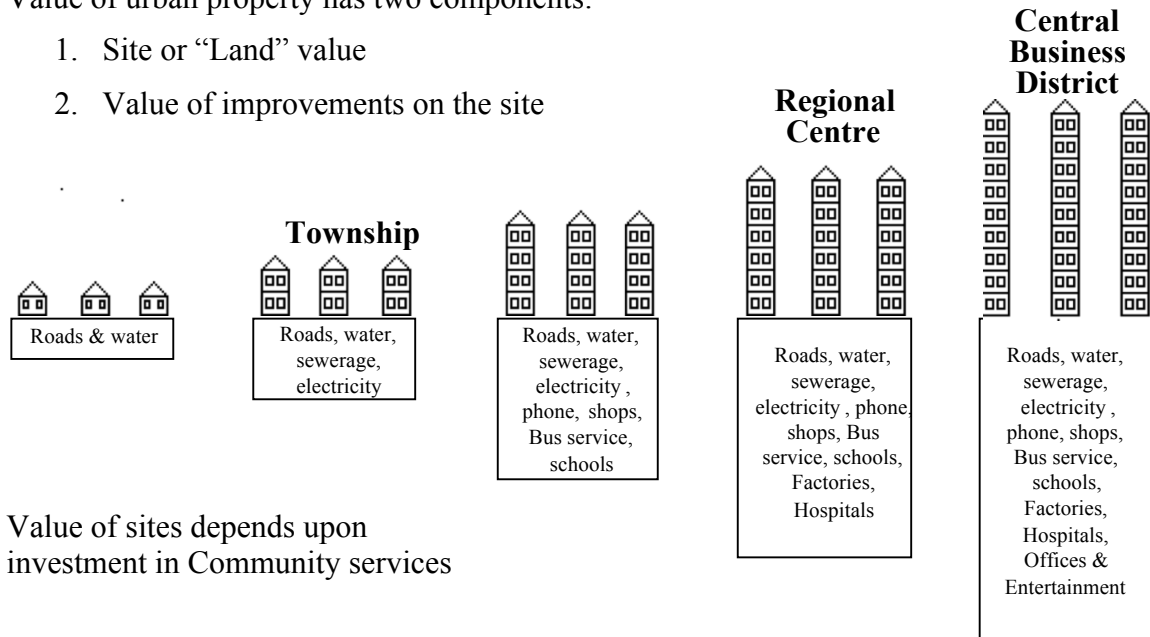 Value of urban property has two components:
1. Site or “Land” value
2. Value of improvements on the site
Roads & water
Township
Roads, water,
sewerage,
electricity
Roads, water,
sewerage,
electricity ,
phone, shops,
Bus service,
schools
Regional
Centre
Roads, water,
sewerage,
electricity , phone,
shops, Bus
service, schools,
Factories,
Hospitals
Central
Business
District
Roads, water,
sewerage,
electricity ,
phone, shops,
Bus service,
schools,
Factories,
Hospitals,
Offices &
Entertainment
Value of sites depends upon
investment in Community services